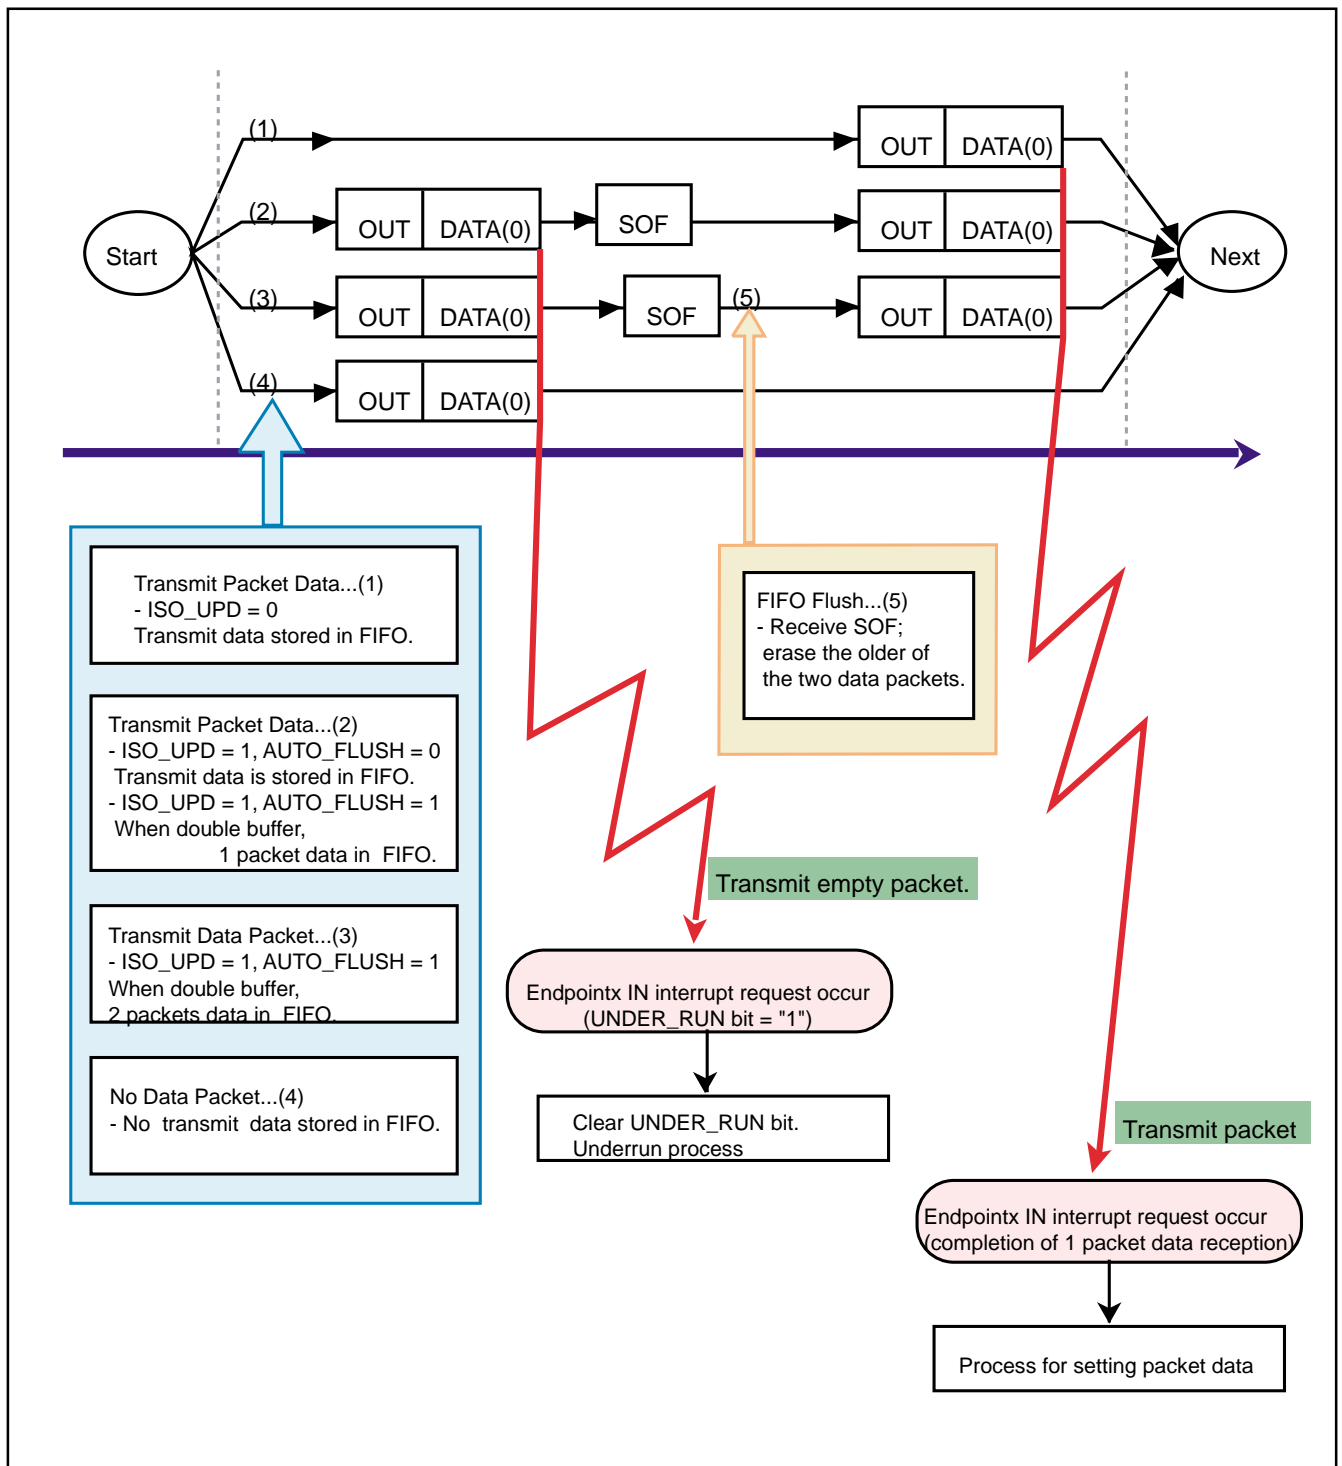 (1)
OUT DATA(0)
(2)
OUT DATA(0)
SOF
OUT DATA(0)
Start
Next
(3)
OUT DATA(0)
SOF
(5)
OUT DATA(0)
(4)
OUT DATA(0)
Transmit Packet Data...(1)
- ISO_UPD = 0
Transmit data stored in FIFO.
Transmit Packet Data...(2)
- ISO_UPD = 1, AUTO_FLUSH = 0
Transmit data is stored in FIFO.
- ISO_UPD = 1, AUTO_FLUSH = 1
When double buffer,
1 packet data in FIFO.
Transmit Data Packet...(3)
- ISO_UPD = 1, AUTO_FLUSH = 1
When double buffer,
2 packets data in FIFO.
No Data Packet...(4)
- No transmit data stored in FIFO.
FIFO Flush...(5)
- Receive SOF;
erase the older of
the two data packets.
Transmit empty packet.
Endpointx IN interrupt request occur
(UNDER_RUN bit = "1")
Clear UNDER_RUN bit.
Underrun process
Transmit packet
Endpointx IN interrupt request occur
(completion of 1 packet data reception)
Process for setting packet data